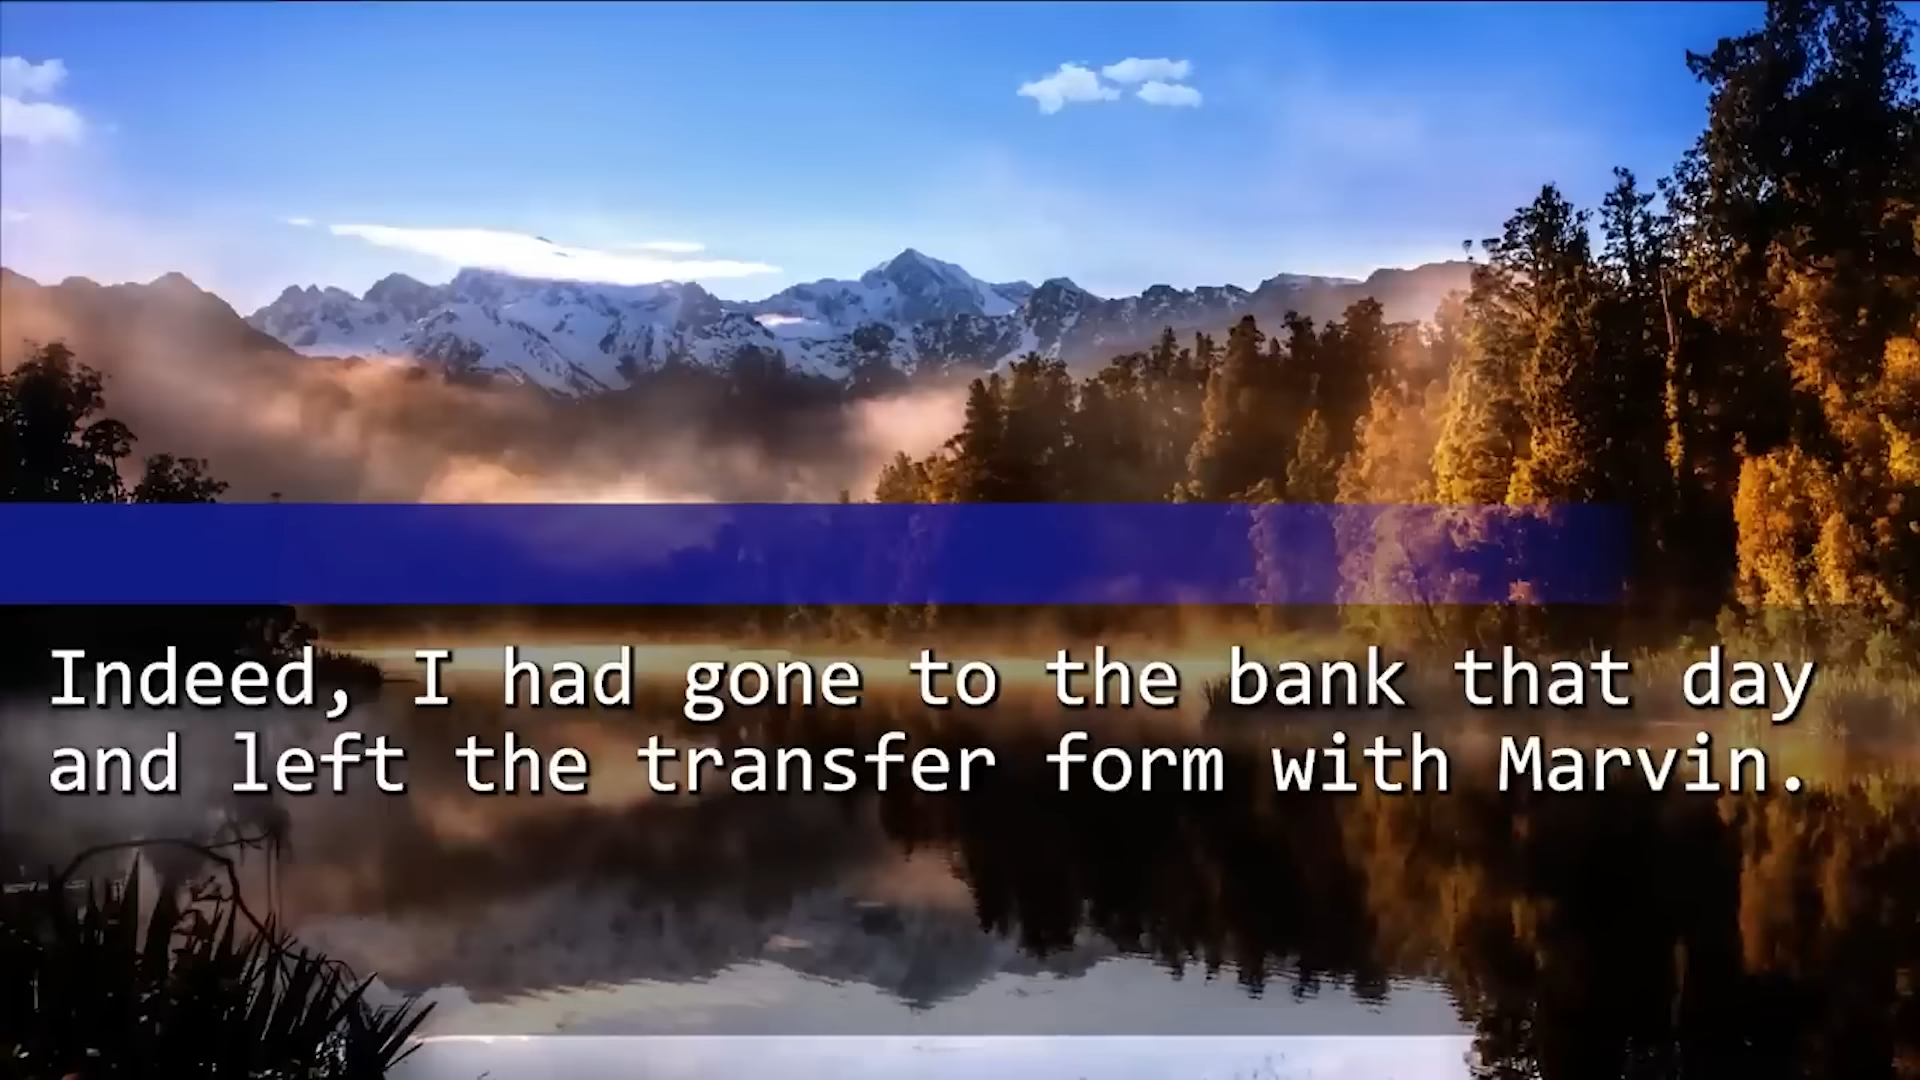 Indeed, I had gone to the bank that day
and left the transfer form with Marvin.